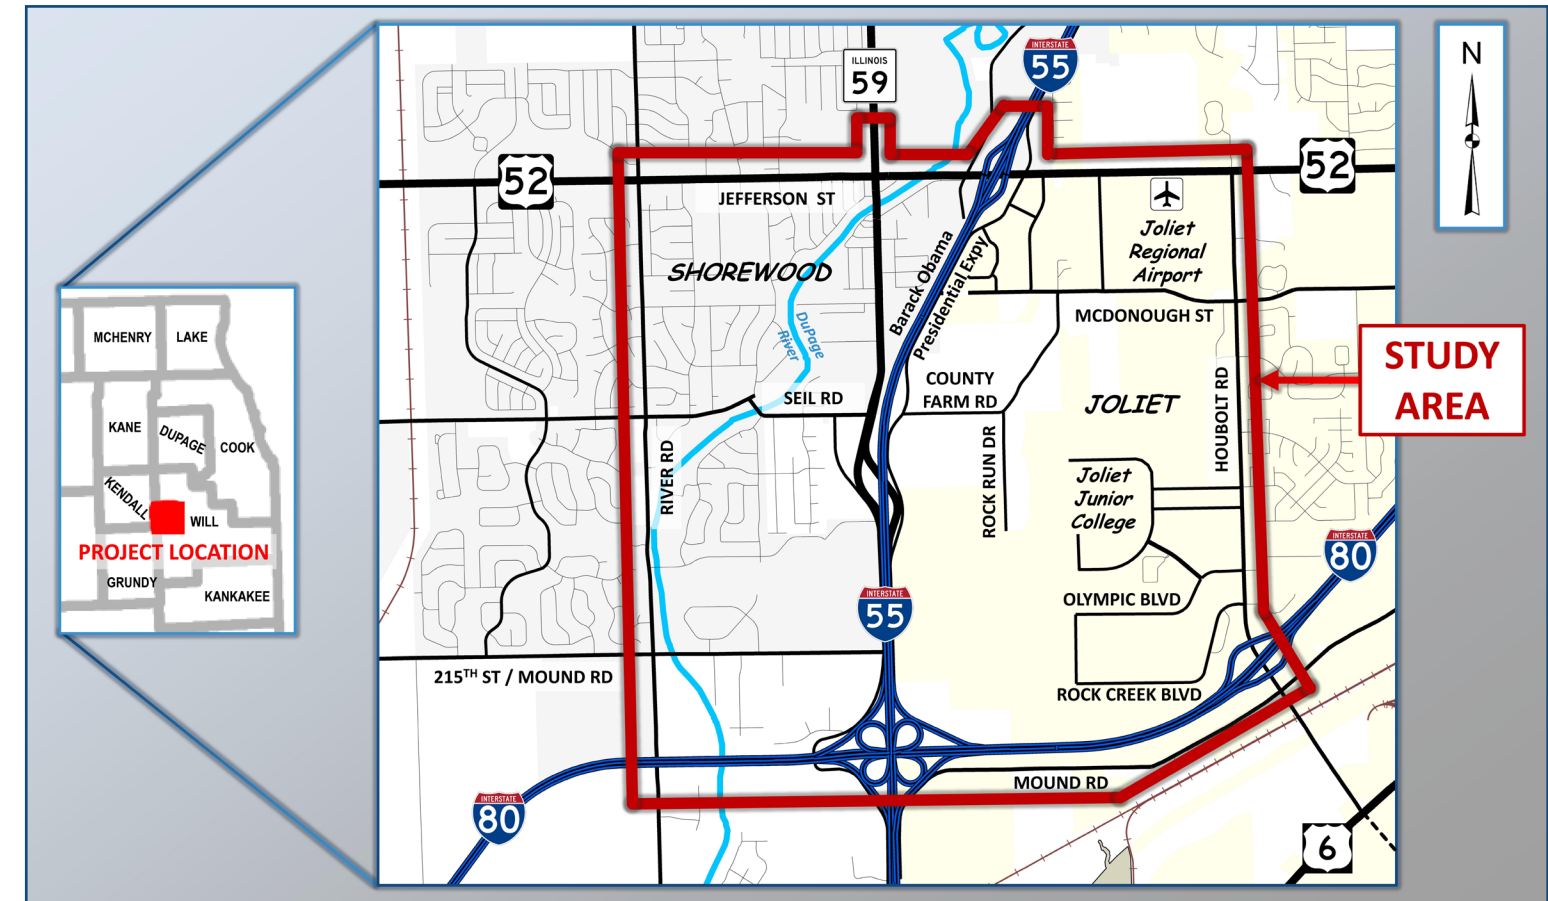 ILLINOIS
59
INTERSTATE
55
N
52
52
JEFFERSON ST
Joliet
Regional
Airport
SHOREWOOD
Barack Obama
Presidential Expy
DuPage
River
MCDONOUGH ST
STUDY
AREA
MCHENRY
LAKE
COUNTY
FARM RD
SEIL RD
JOLIET
HOUBOLT RD
KANE
DUPAGE
COOK
RIVER RD
ROCK RUN DR
Joliet
Junior
College
KENDALL
WILL
PROJECT LOCATION
GRUNDY
KANKAKEE
INTERSTATE
80
INTERSTATE
55
OLYMPIC BLVD
215TH ST / MOUND RD
ROCK CREEK BLVD
MOUND RD
INTERSTATE
80
6